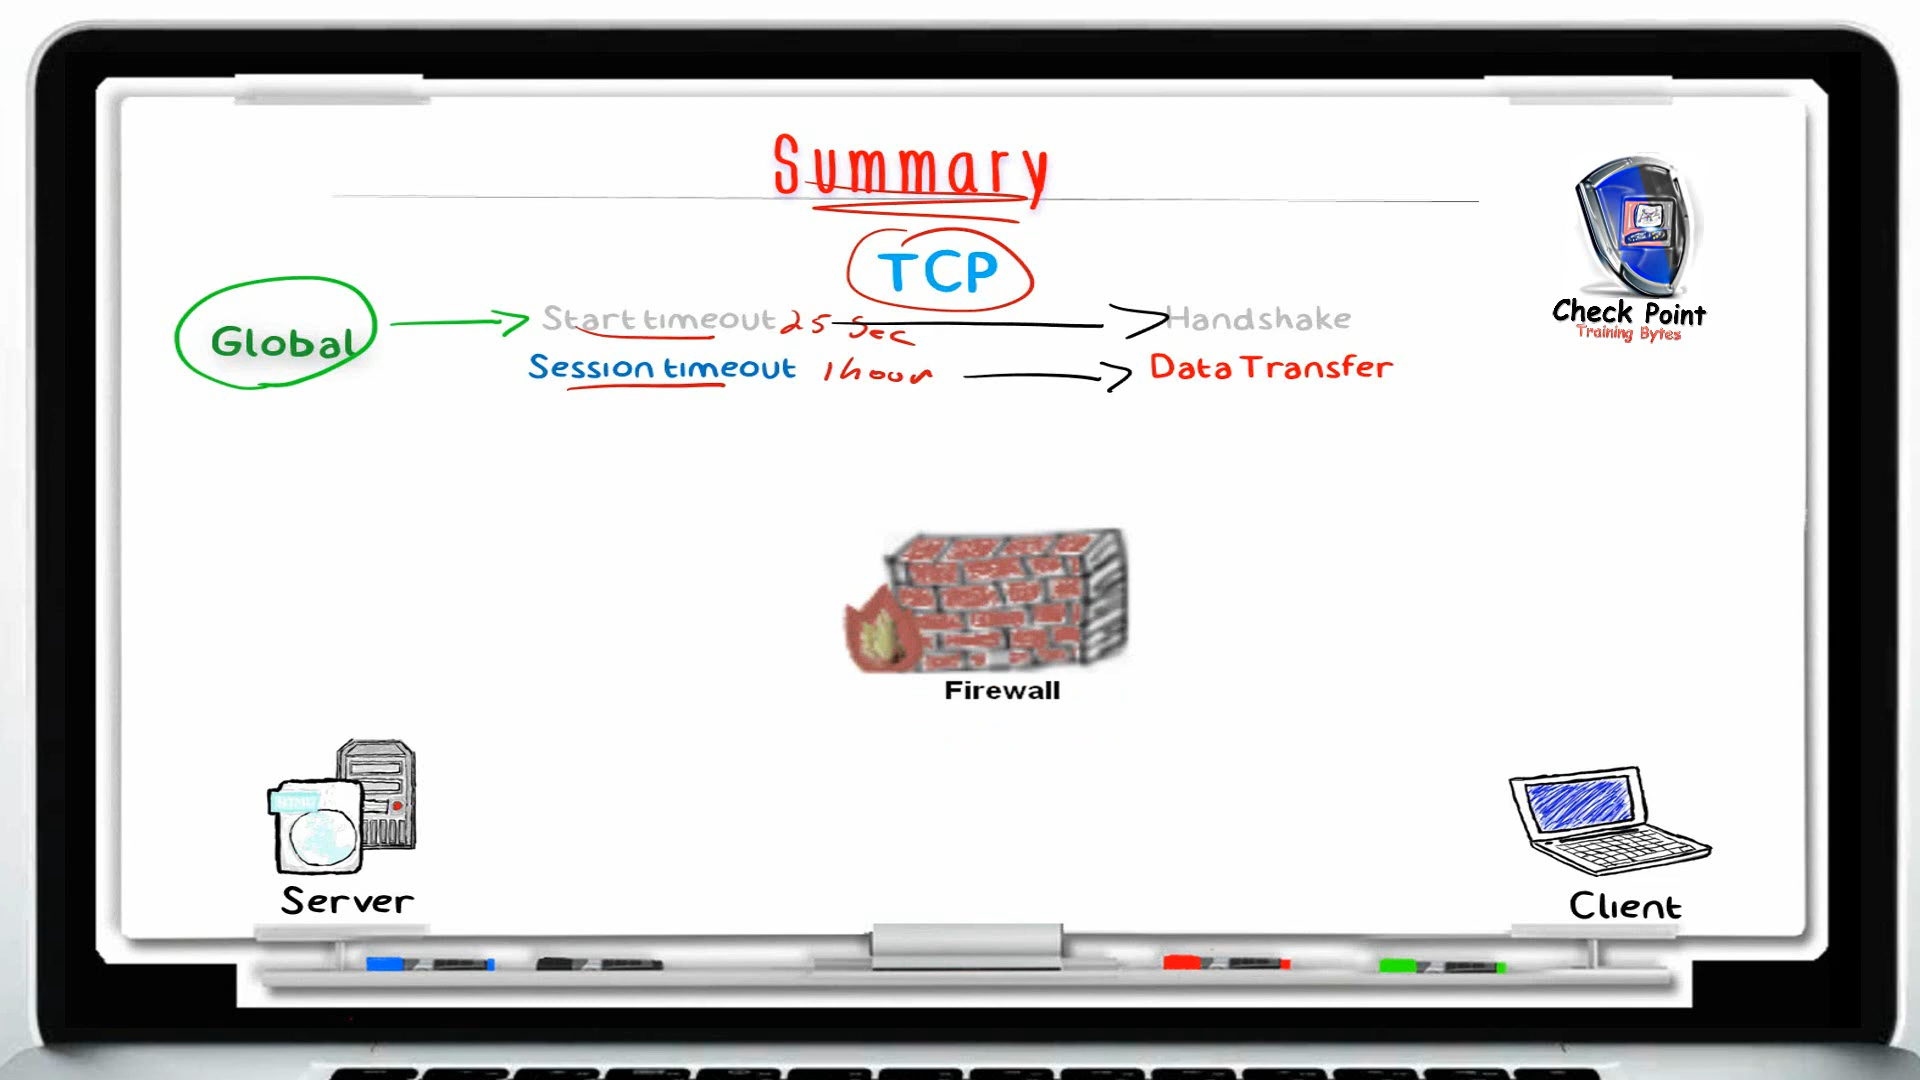 Summary
TCP
Global
Start timeout 25 sec Handshake
Session timeout 1 hour Data Transfer
Check Point
Training Bytes
Firewall
HTML
Server
Client